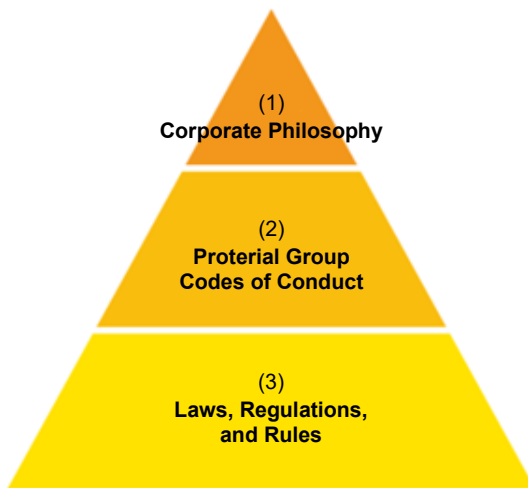 (1)
Corporate Philosophy
(2)
Proterial Group
Codes of Conduct
(3)
Laws, Regulations,
and Rules